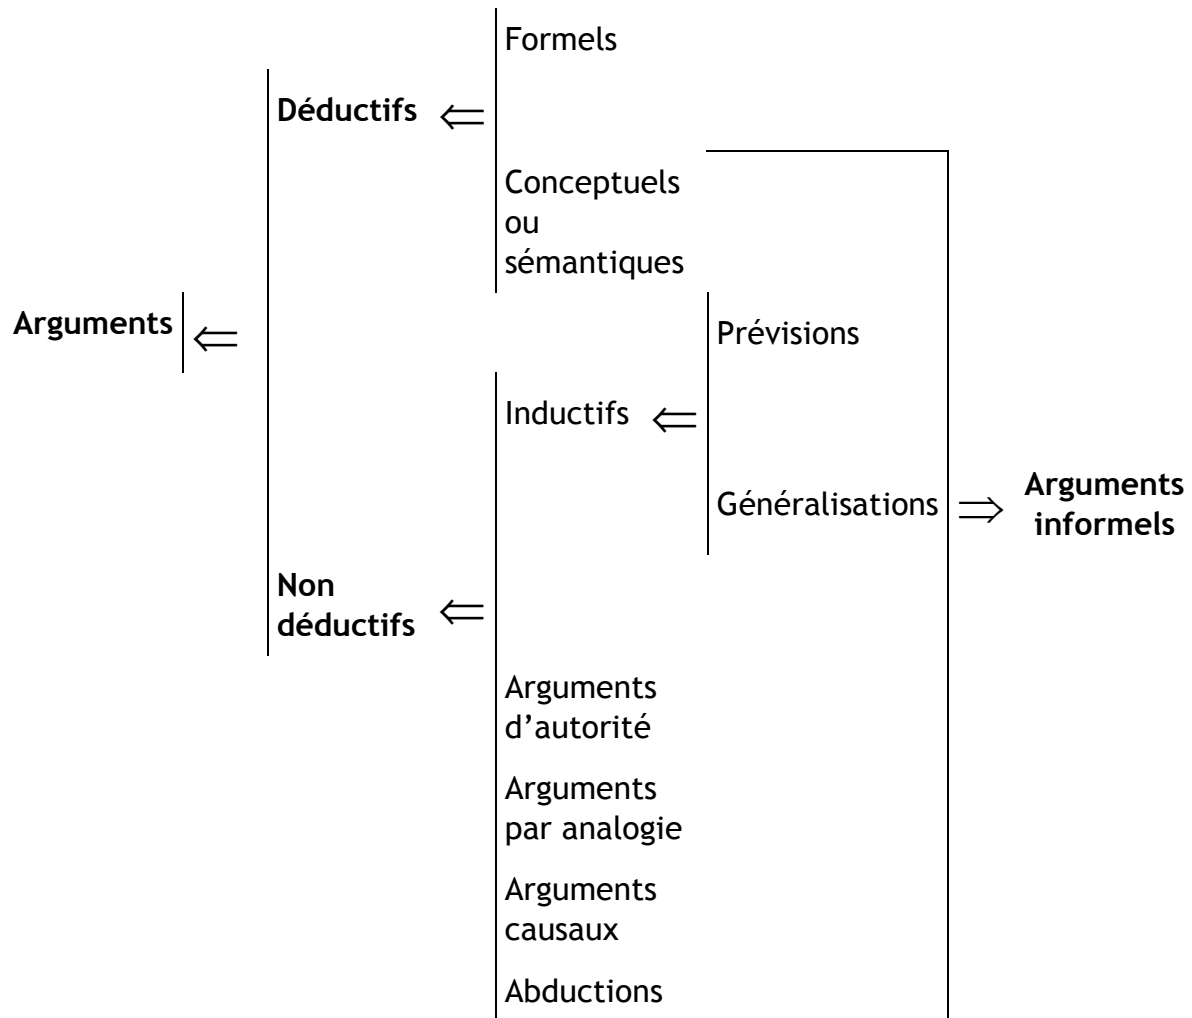 Formels
Déductifs
Conceptuels
ou
sémantiques
Arguments
Prévisions
Inductifs
Généralisations
Arguments
informels
Non
déductifs
Arguments
d’autorité
Arguments
par analogie
Arguments
causaux
Abductions